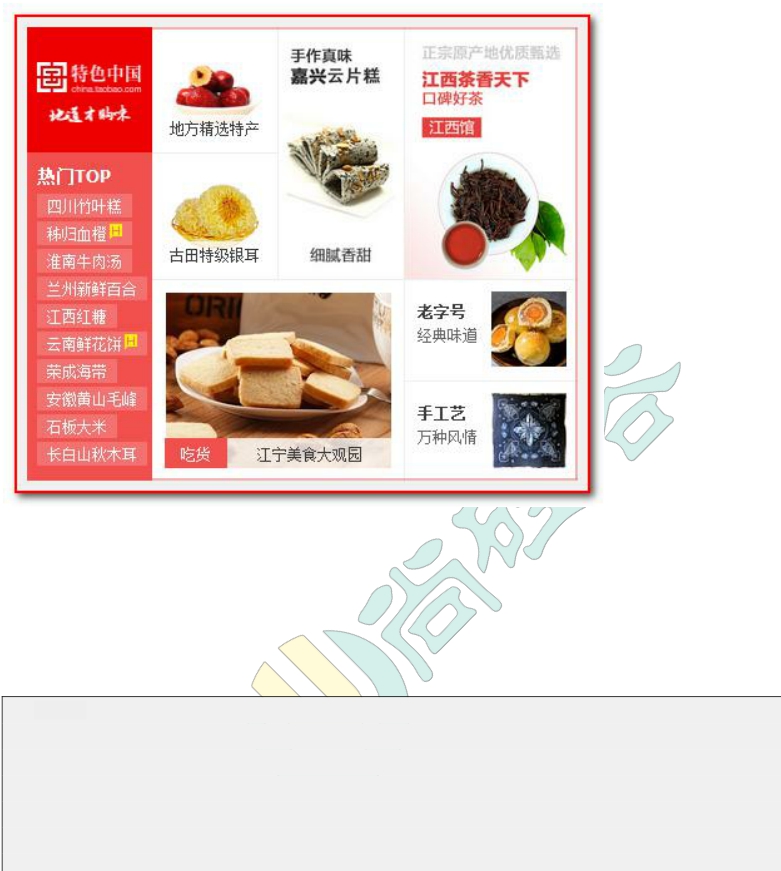 特色中国
china.taobao.com
地道才够味
热门TOP
四川竹叶糕
秭归血橙H
淮南牛肉汤
兰州新鲜百合
江西红糖
云南鲜花饼H
荣成海带
安徽黄山毛峰
石板大米
长白山秋木耳
地方精选特产
古田特级银耳
手作真味
嘉兴云片糕
细腻香甜
正宗原产地优质甄选
江西茶香天下
口碑好茶
江西馆
ORI
吃货
江宁美食大观园
老字号
经典味道
手工艺
万种风情
尚硅谷